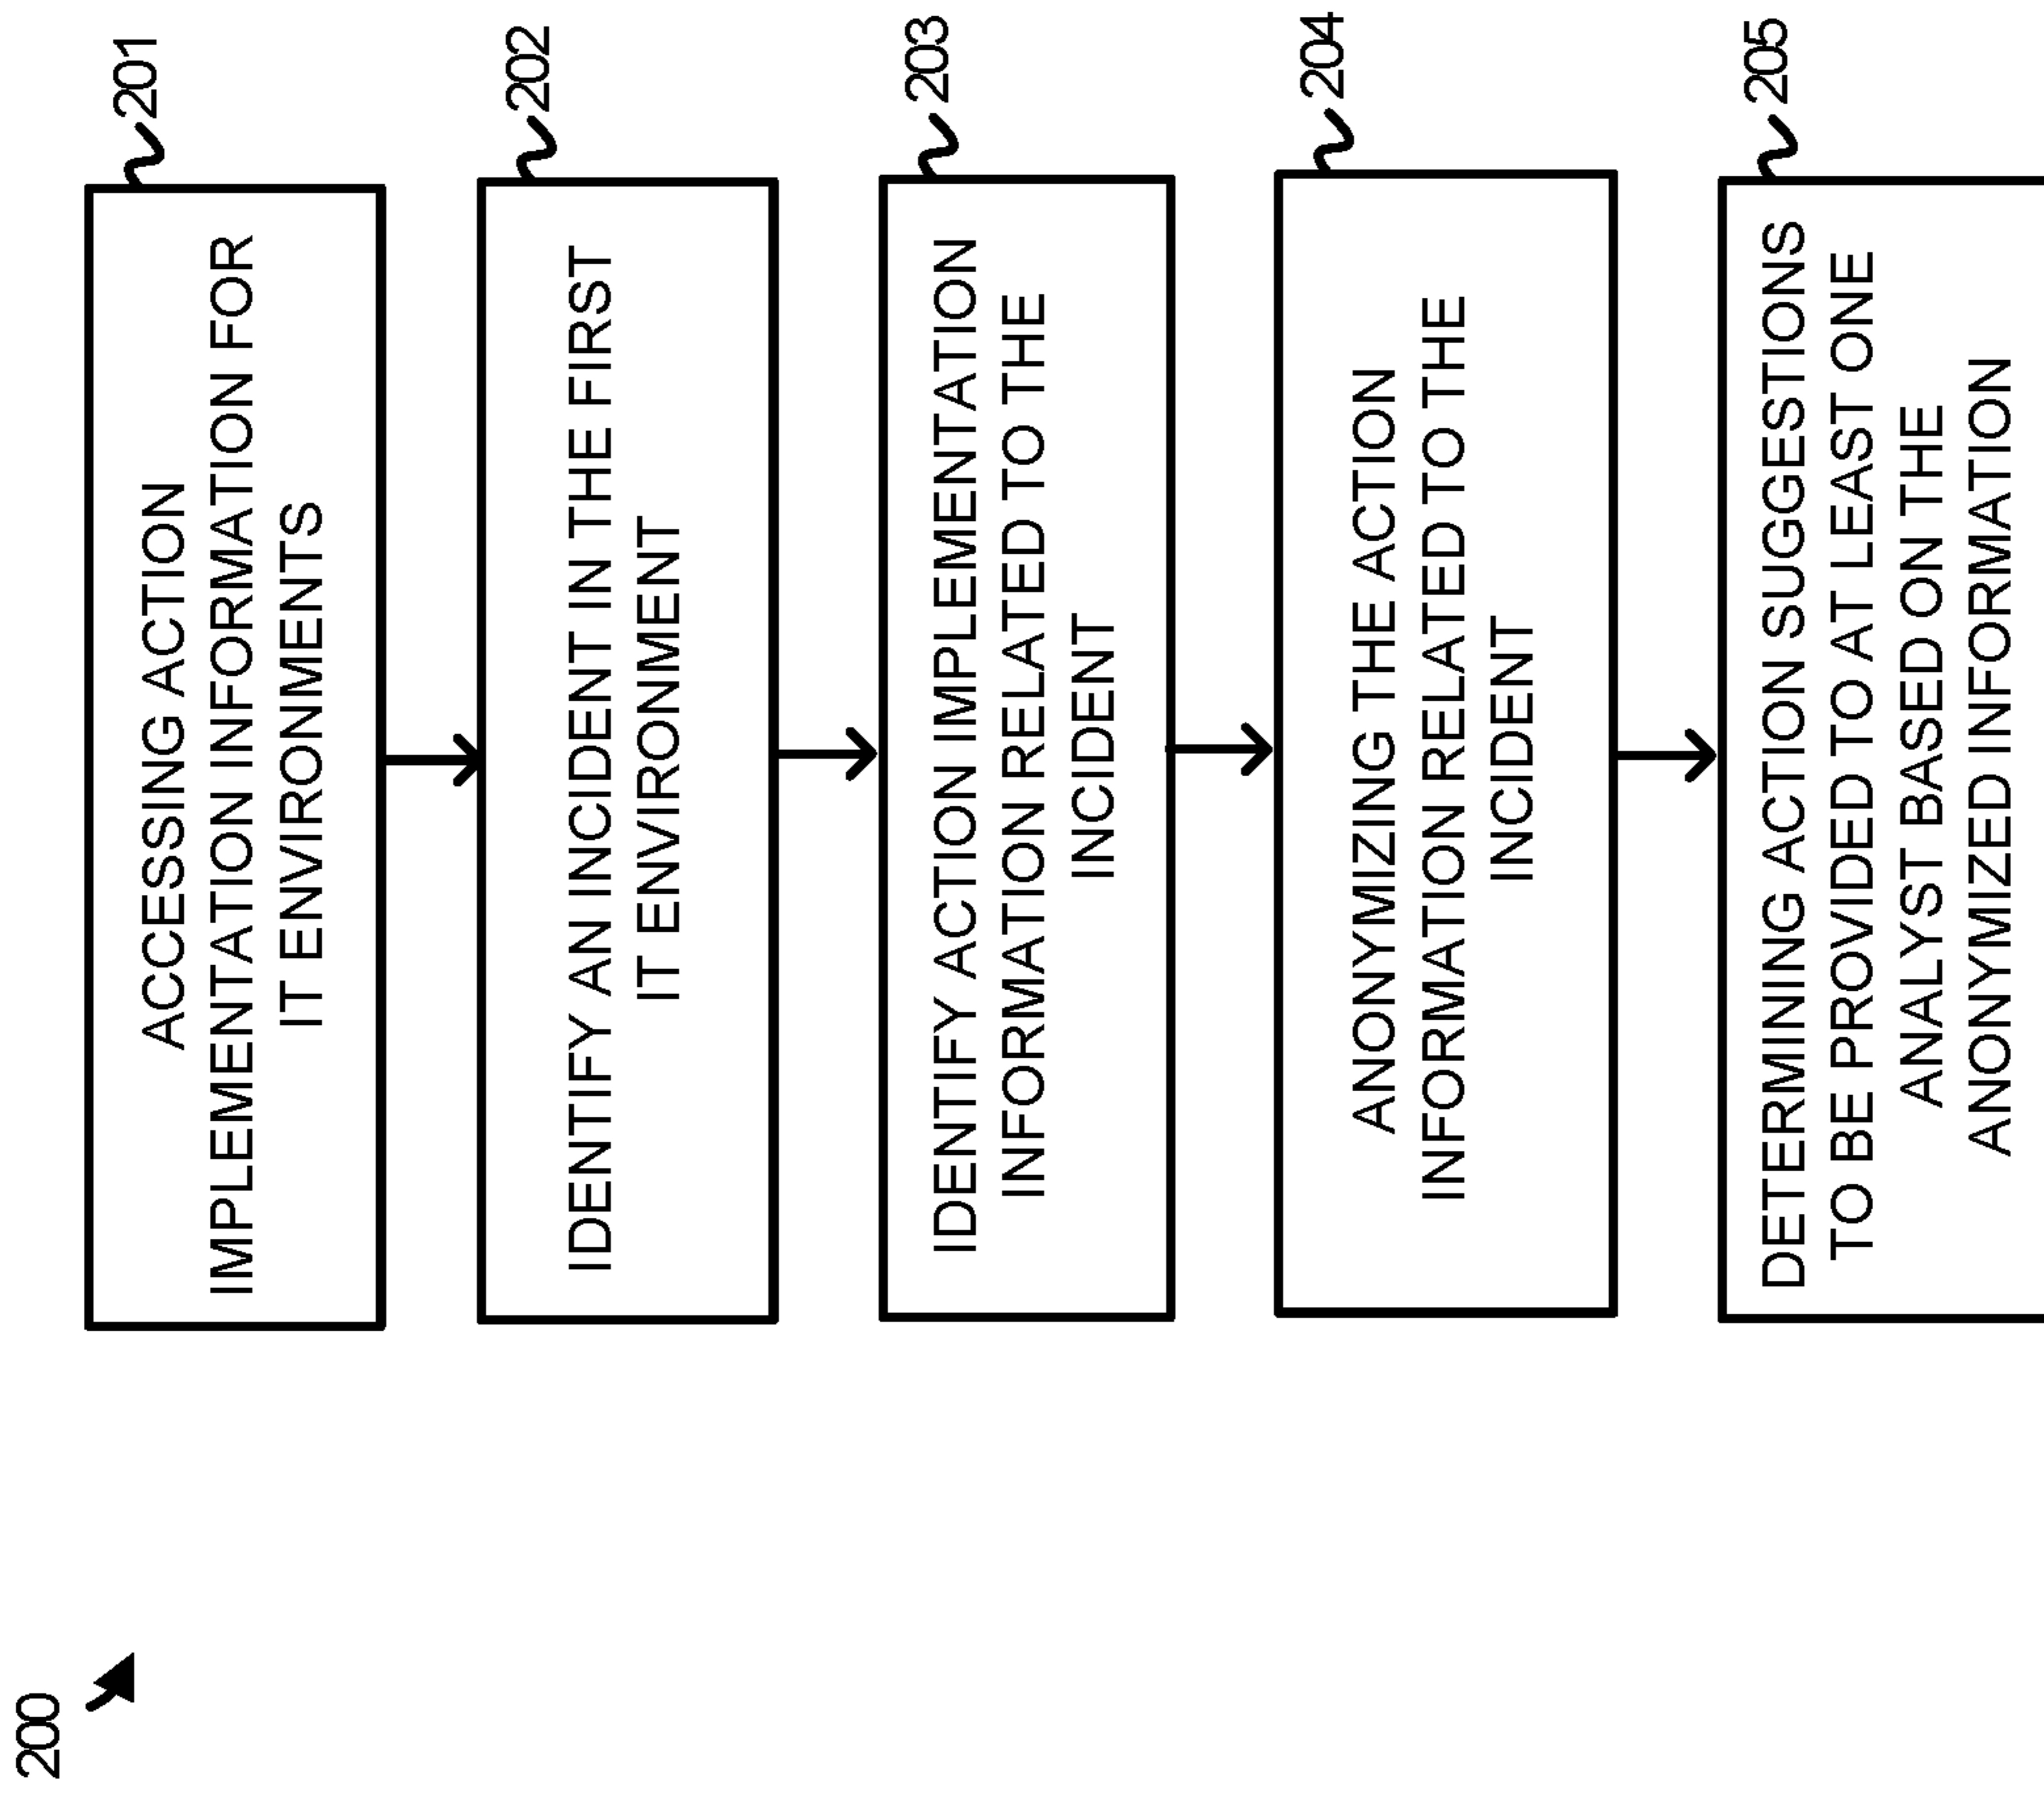 200
201
ACCESSING ACTION
IMPLEMENTATION INFORMATION FOR
IT ENVIRONMENTS
202
IDENTIFY AN INCIDENT IN THE FIRST
IT ENVIRONMENT
203
IDENTIFY ACTION IMPLEMENTATION
INFORMATION RELATED TO THE
INCIDENT
204
ANONYMIZING THE ACTION
INFORMATION RELATED TO THE
INCIDENT
205
DETERMINING ACTION SUGGESTIONS
TO BE PROVIDED TO AT LEAST ONE
ANALYST BASED ON THE
ANONYMIZED INFORMATION